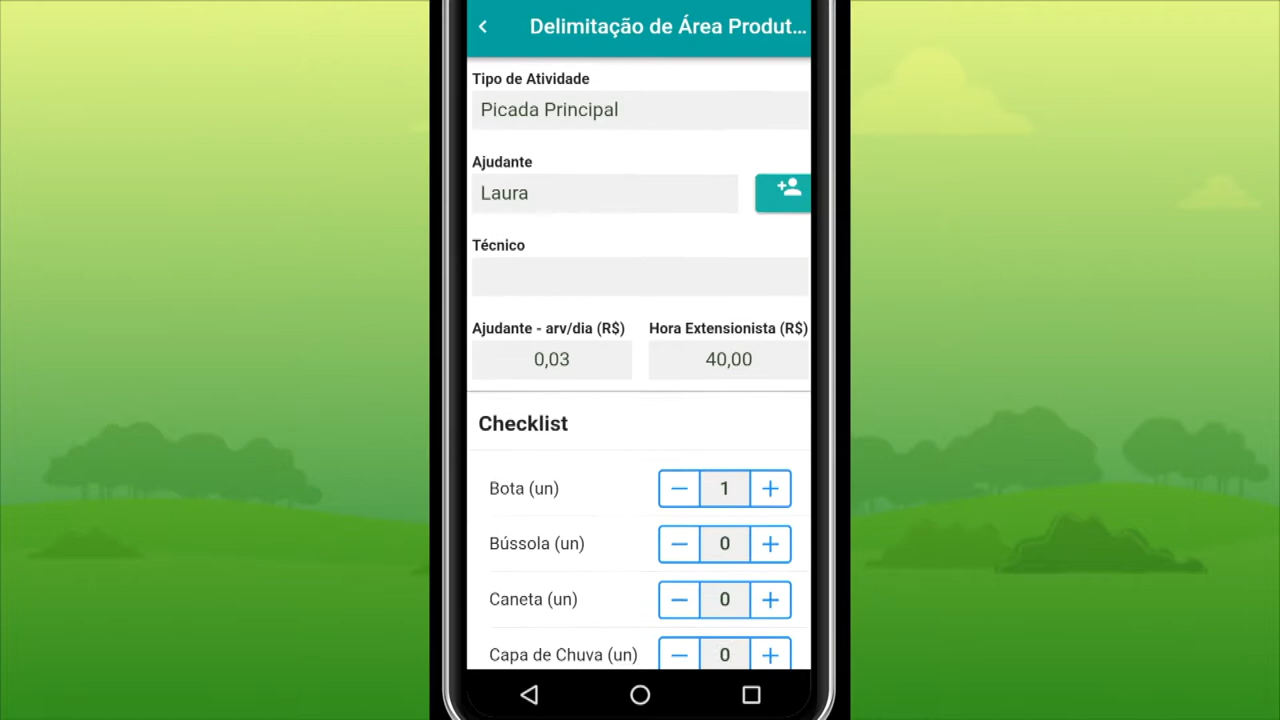 Delimitação de Área Produt...
Tipo de Atividade
Picada Principal
Ajudante
Laura
Técnico
Ajudante - arv/dia (R$) Hora Extensionista (R$)
0,03 40,00
Checklist
Bota (un) 1
Bússola (un) 0
Caneta (un) 0
Capa de Chuva (un) 0